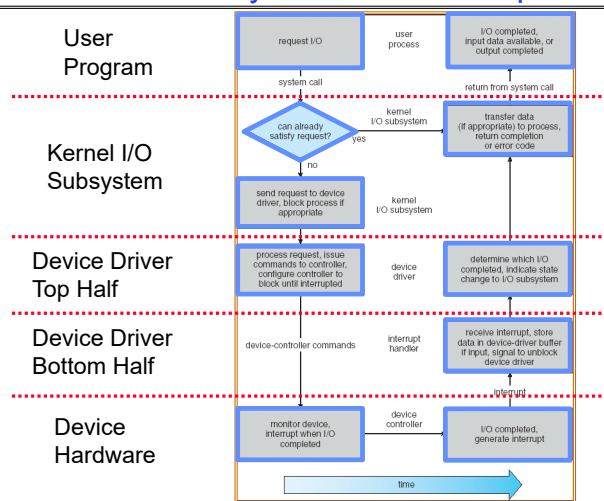 User
Program
request I/O
user
process
I/O completed,
input data available, or
output completed
system call
return from system call
Kernel I/O
Subsystem
can already
satisfy request?
yes
no
kernel
I/O subsystem
transfer data
(if appropriate) to process,
return completion
or error code
send request to device
driver, block process if
appropriate
kernel
I/O subsystem
Device Driver
Top Half
process request, issue
commands to controller,
configure controller to
block until interrupted
device
driver
determine which I/O
completed, indicate state
change to I/O subsystem
Device Driver
Bottom Half
device-controller commands
interrupt
handler
receive interrupt, store
data in device-driver buffer
if input, signal to unblock
device driver
interrupt
Device
Hardware
monitor device,
interrupt when I/O
completed
device
controller
I/O completed,
generate interrupt
time